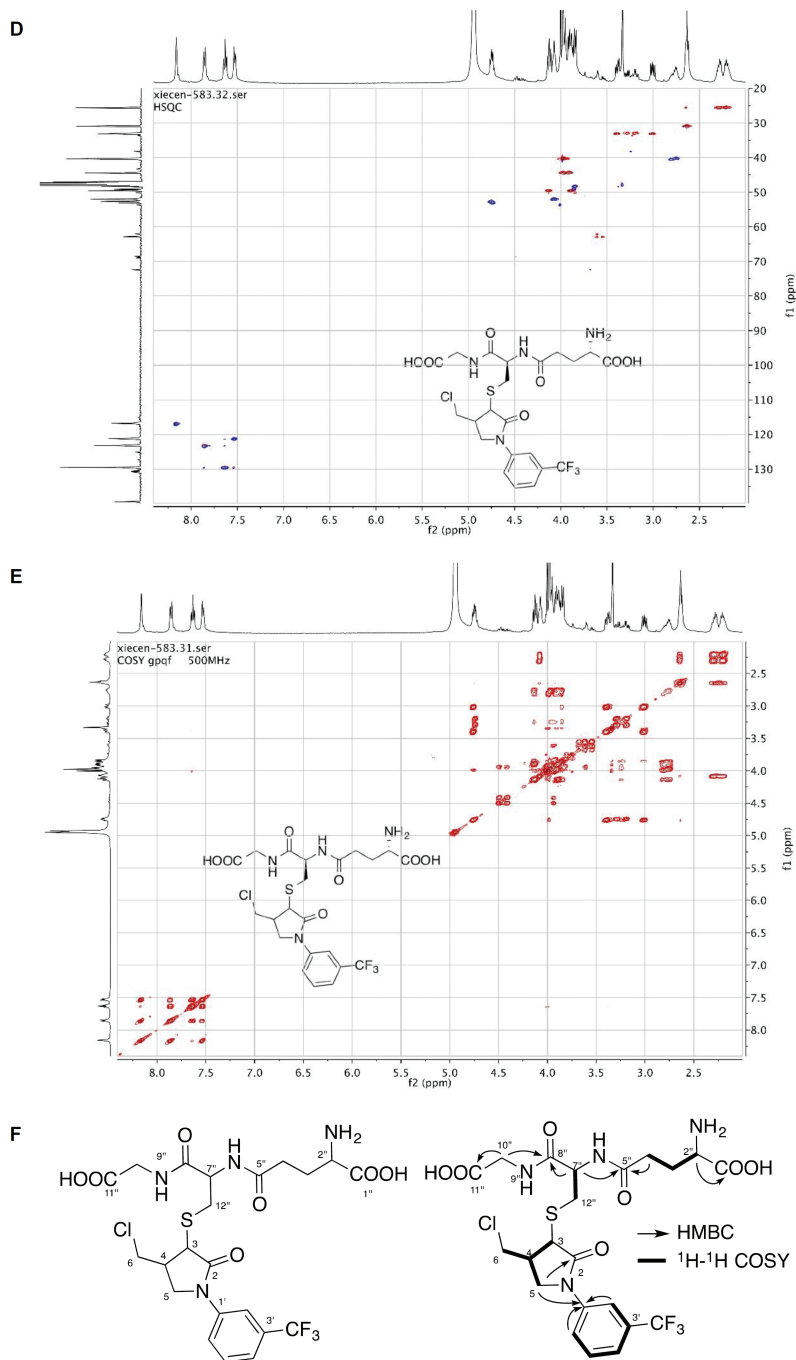 D
xiecen-583.32.ser
HSQC
20
30
40
50
60
70
80
90
100
110
120
130
f1 (ppm)
O
NH2
HOOC
N
H
H
N
O
COOH
S
Cl
O
N
CF3
8.0 7.5 7.0 6.5 6.0 5.5 5.0 4.5 4.0 3.5 3.0 2.5
f2 (ppm)
E
xiecen-583.31.ser
COSY gpqf 500MHz
2.5
3.0
3.5
4.0
4.5
5.0
5.5
6.0
6.5
7.0
7.5
8.0
f1 (ppm)
O
NH2
HOOC
N
H
H
N
O
COOH
S
Cl
O
N
CF3
8.0 7.5 7.0 6.5 6.0 5.5 5.0 4.5 4.0 3.5 3.0 2.5
f2 (ppm)
F
9" O H N 5" 2" NH2
HOOC 11" N H 7" O COOH 1"
12"
S
Cl
6 4 3 O
2
5 N
1'
3' CF3
10" O 8" H N 5" 2" NH2
HOOC 11" N H 9" 7" O COOH
12"
S
Cl
6 4 3 O
2
5 N
3' CF3
HMBC
1H-1H COSY